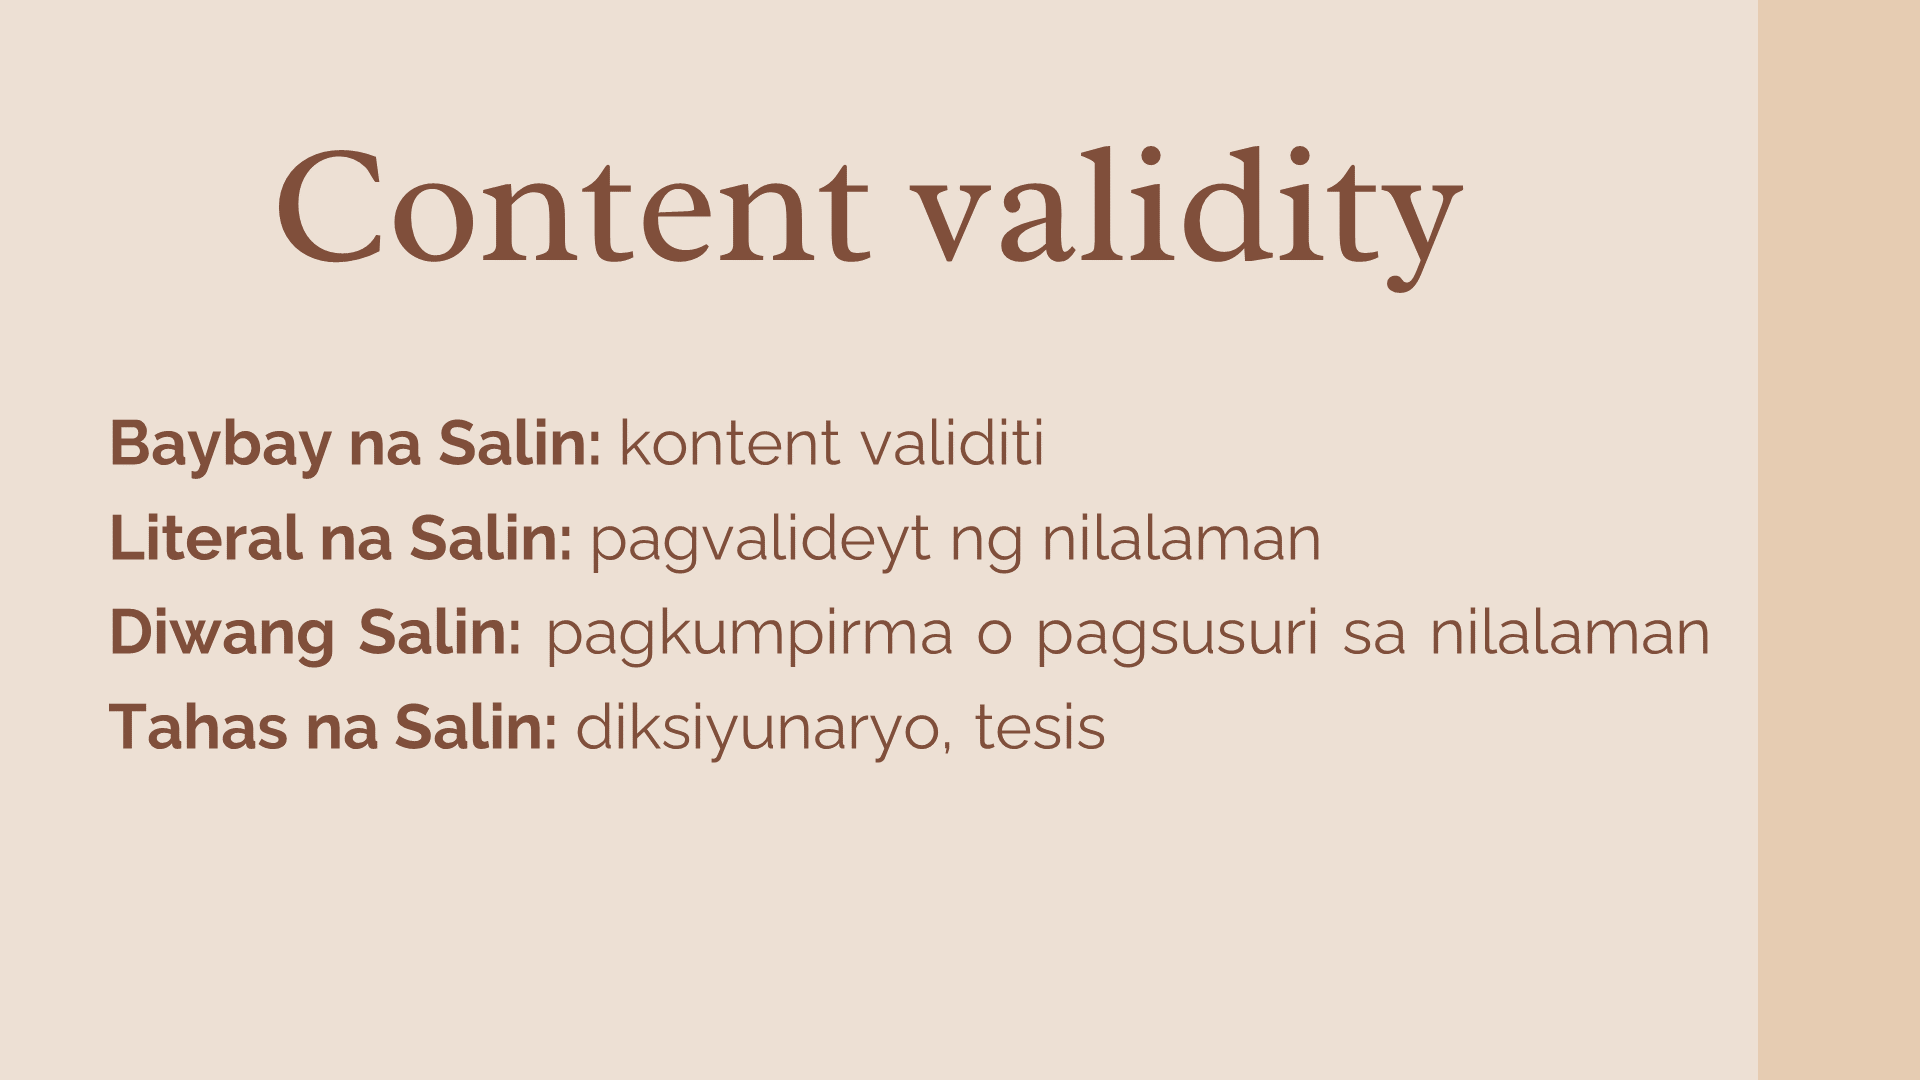 Content validity
Baybay na Salin: kontent validiti
Literal na Salin: pagvalideyt ng nilalaman
Diwang Salin: pagkumpirma o pagsusuri sa nilalaman
Tahas na Salin: diksiyunaryo, tesis